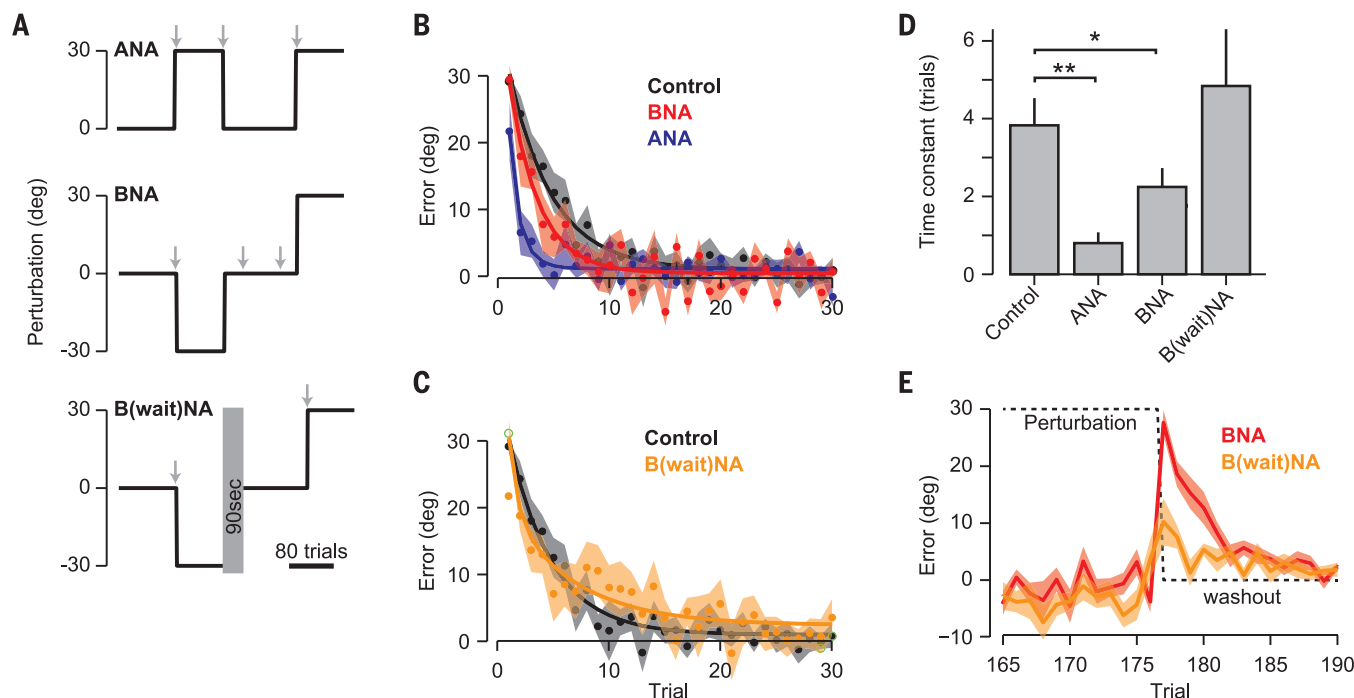 A
ANA
30
0
BNA
30
0
-30
B(wait)NA
30
0
-30
90sec
80 trials
Perturbation (deg)
B
30
20
10
0
Error (deg)
Control
BNA
ANA
10
20
30
C
30
20
10
0
Error (deg)
Control
B(wait)NA
0
10
20
30
Trial
D
6
4
2
0
Time constant (trials)
*
**
Control
ANA
BNA
B(wait)NA
E
30
20
10
0
−10
Error (deg)
Perturbation
BNA
B(wait)NA
washout
165
170
175
180
185
190
Trial